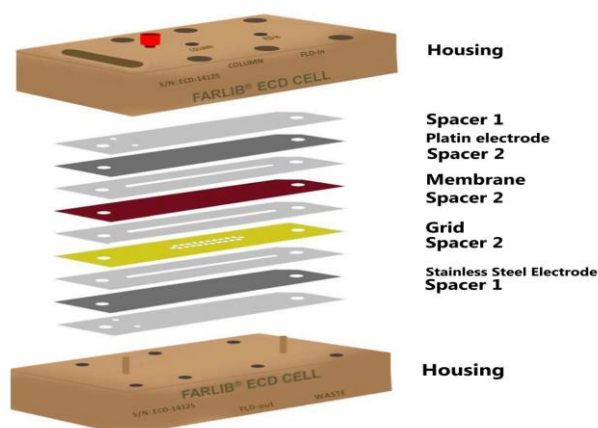 COLUMN
FLD-in
S/N:ECD-14125
FARLIB® ECD CELL
Housing
Spacer 1
Platin electrode
Spacer 2
Membrane
Spacer 2
Grid
Spacer 2
Stainless Steel Electrode
Spacer 1
Housing
FARLIB® ECD CELL
S/N:ECD-14125
FLD-out
WASTE